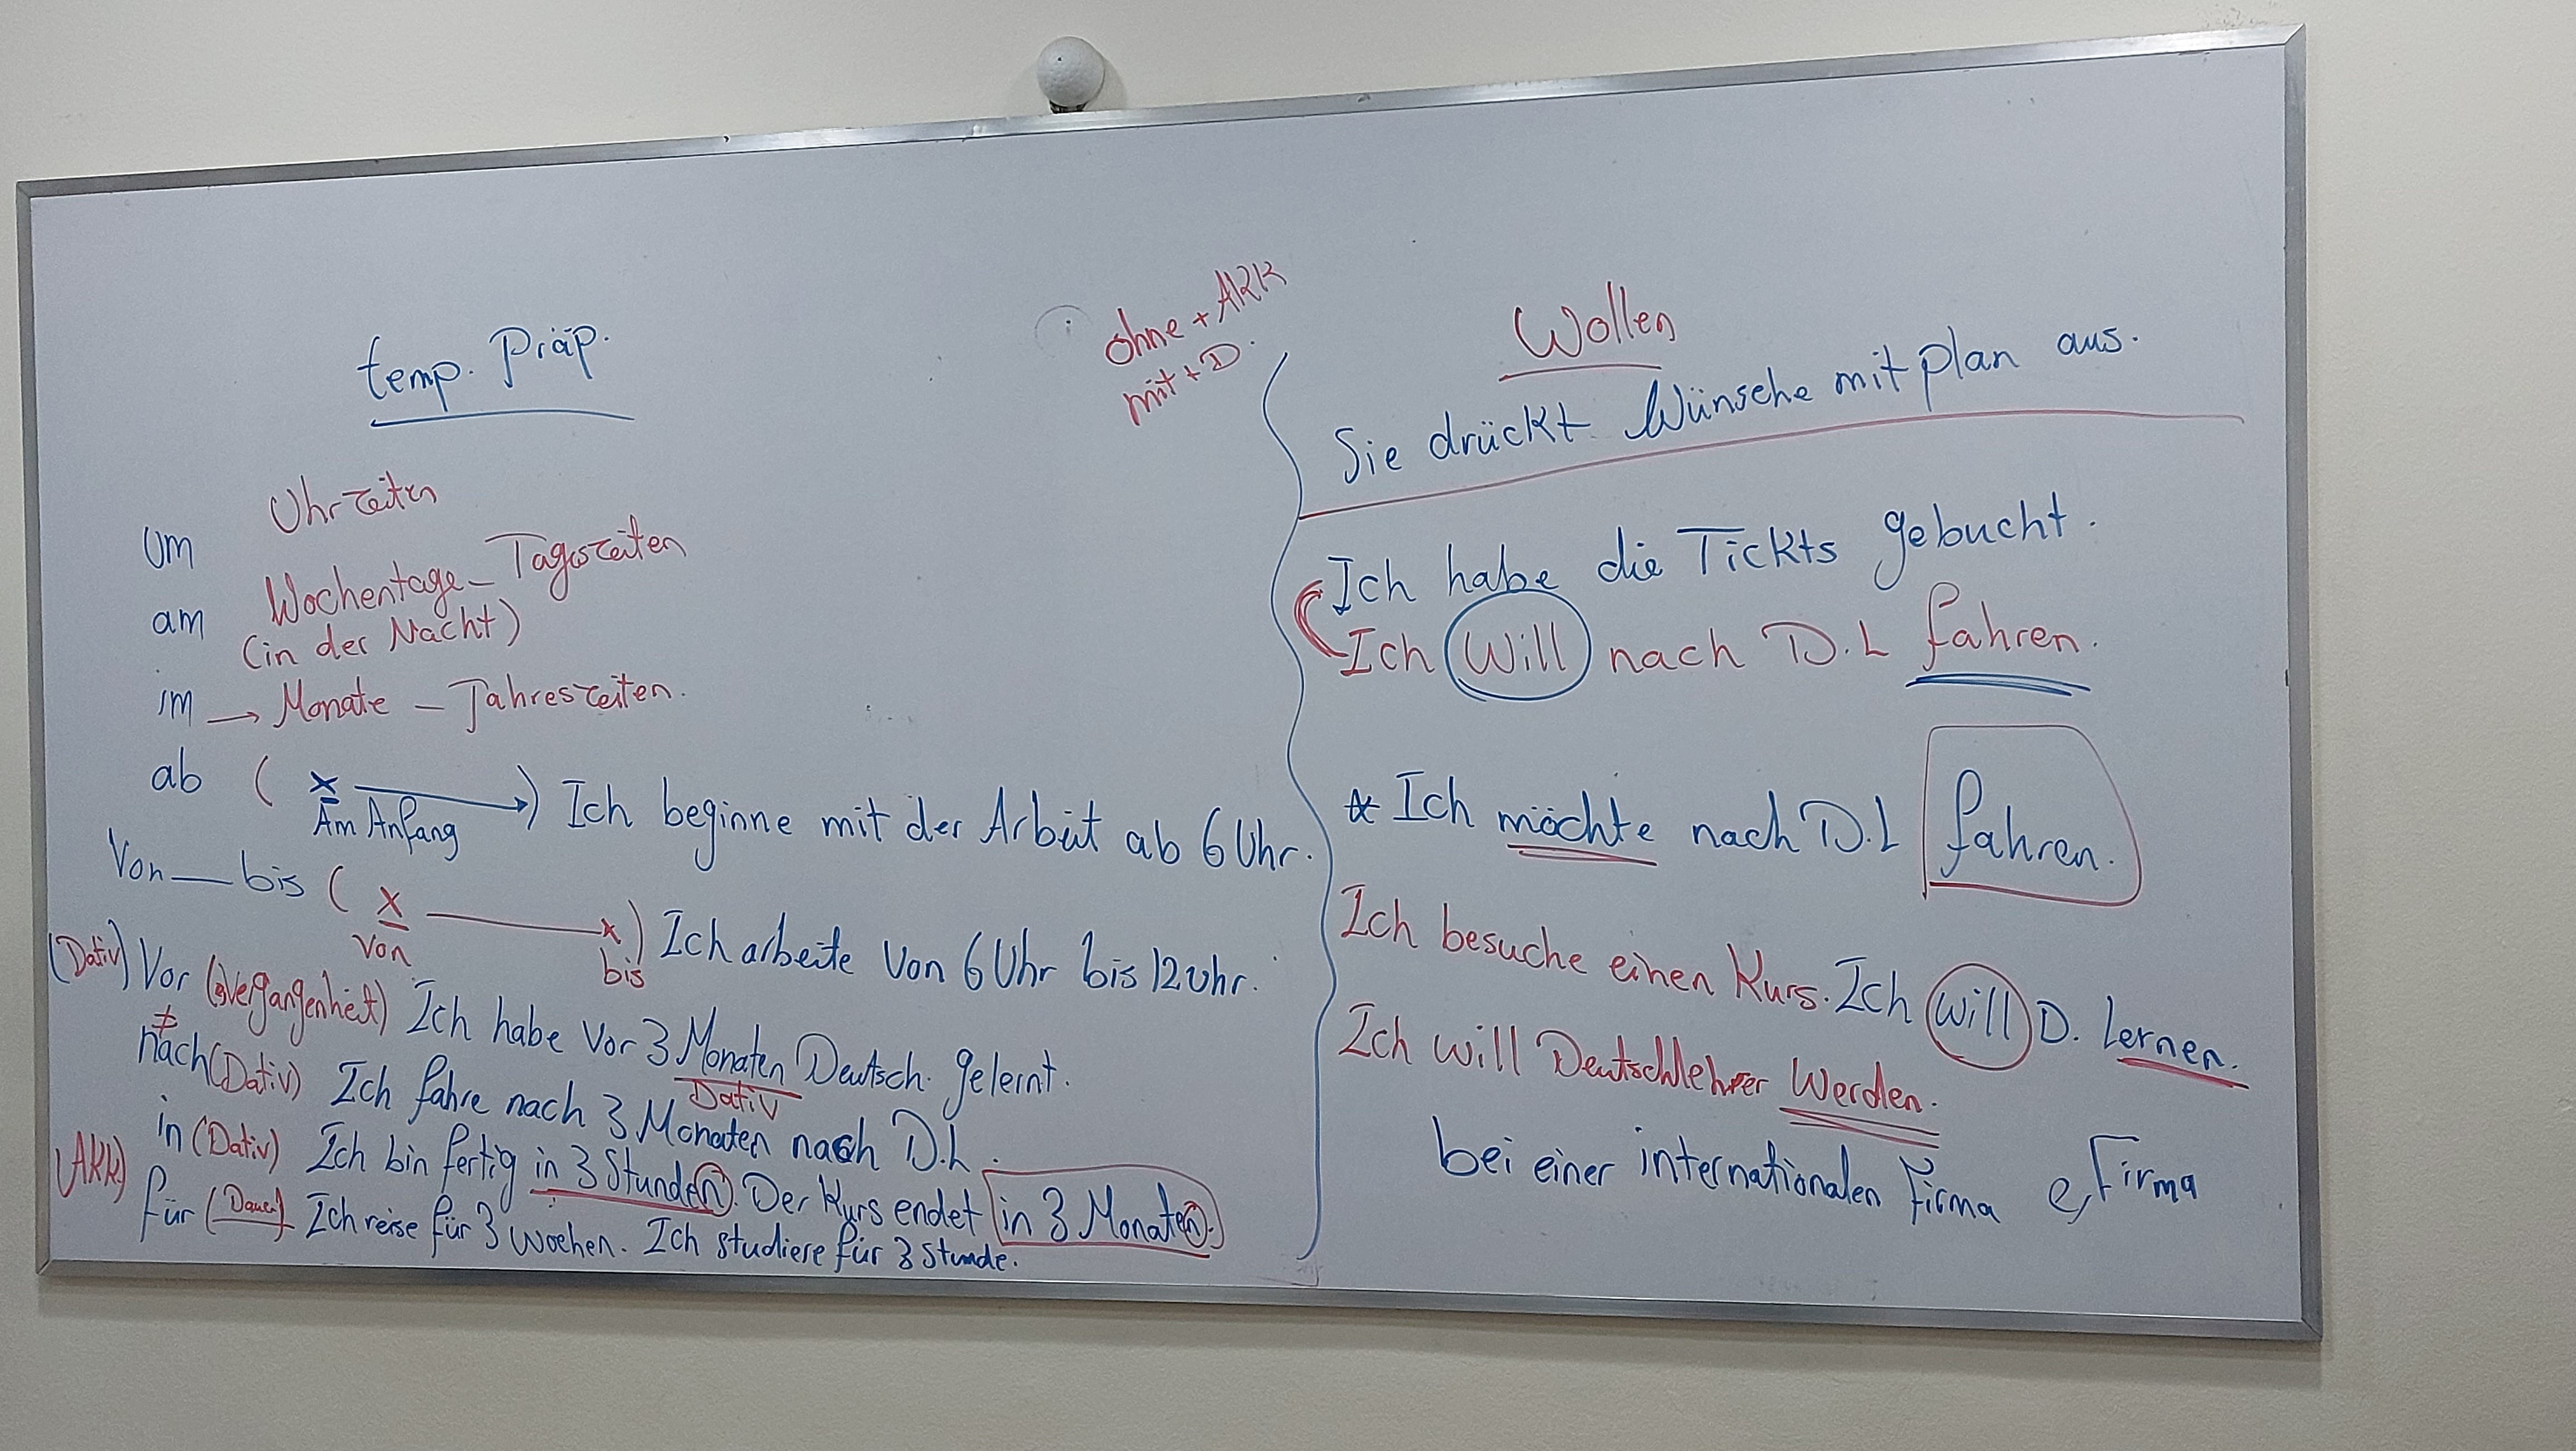 temp. Präp.
um Uhrzeiten
am Wochentage – Tageszeiten
(in der Nacht)
im → Monate – Jahreszeiten.
ab ( x → ) Ich beginne mit der Arbeit ab 6 Uhr.
Am Anfang
Von — bis ( x — x ) Ich arbeite von 6 Uhr bis 12 Uhr.
von bis
(Dativ) Vor (Vergangenheit) Ich habe vor 3 Monaten Deutsch gelernt.
Dativ
≠
nach (Dativ) Ich fahre nach 3 Monaten nach D.L.
in (Dativ) Ich bin fertig in 3 Stunden. Der Kurs endet in 3 Monaten.
(AKK) für (Dauer) Ich reise für 3 Wochen. Ich studiere für 3 Stunde.
ohne + AKK
mit + D.
Wollen
Sie drückt Wünsche mit plan aus.
Ich habe die Tickts gebucht.
Ich will nach D.L fahren.
* Ich möchte nach D.L fahren.
Ich besuche einen Kurs. Ich will D. Lernen.
Ich will Deutschlehrer Werden.
bei einer internationalen Firma e, Firma